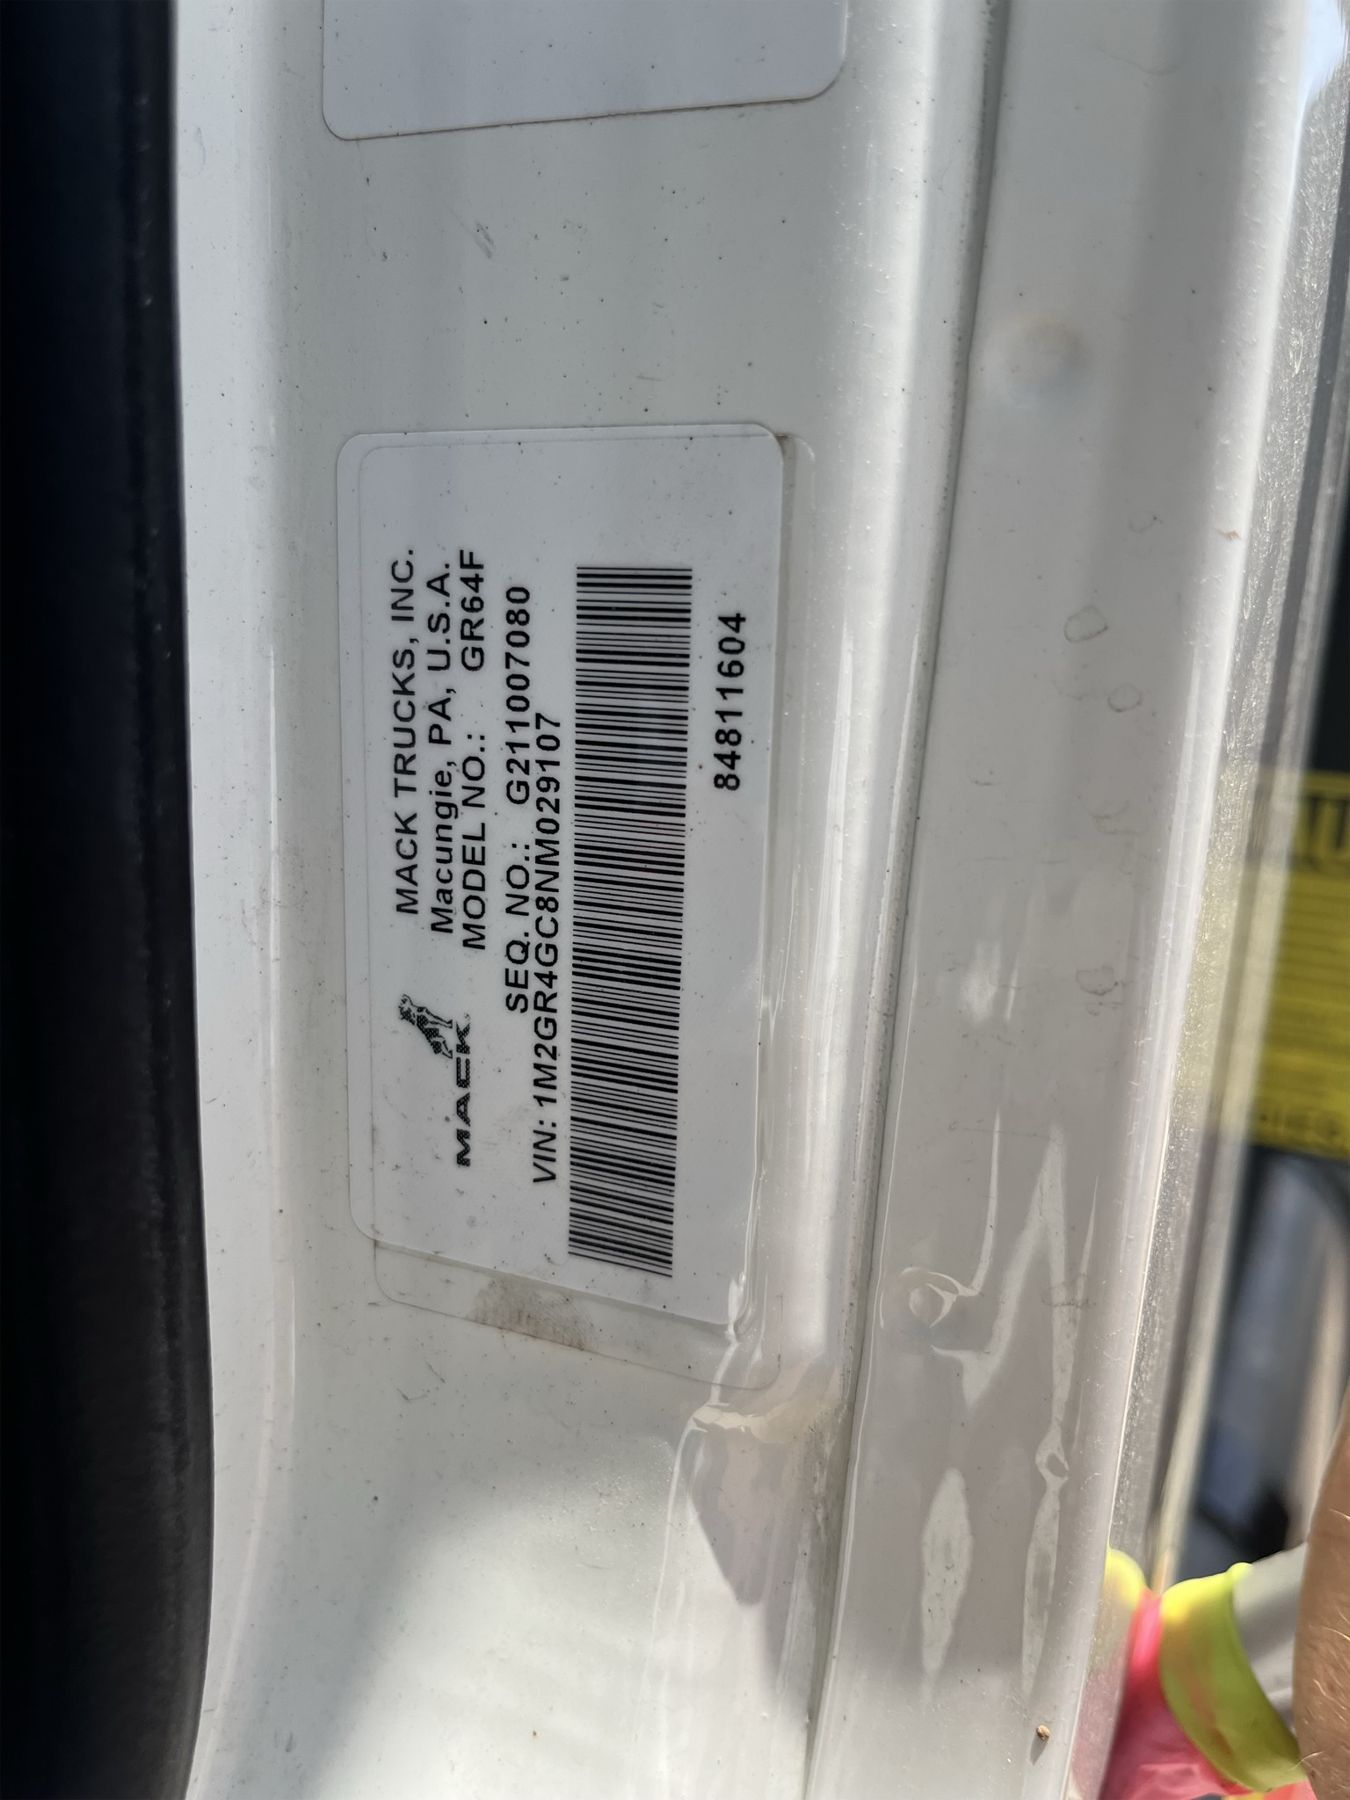 MACK TRUCKS, INC.
Macungie, PA, U.S.A.
MODEL NO.: GR64F
MACK
SEQ. NO.: G211007080
VIN: 1M2GR4GC8NM029107
84811604